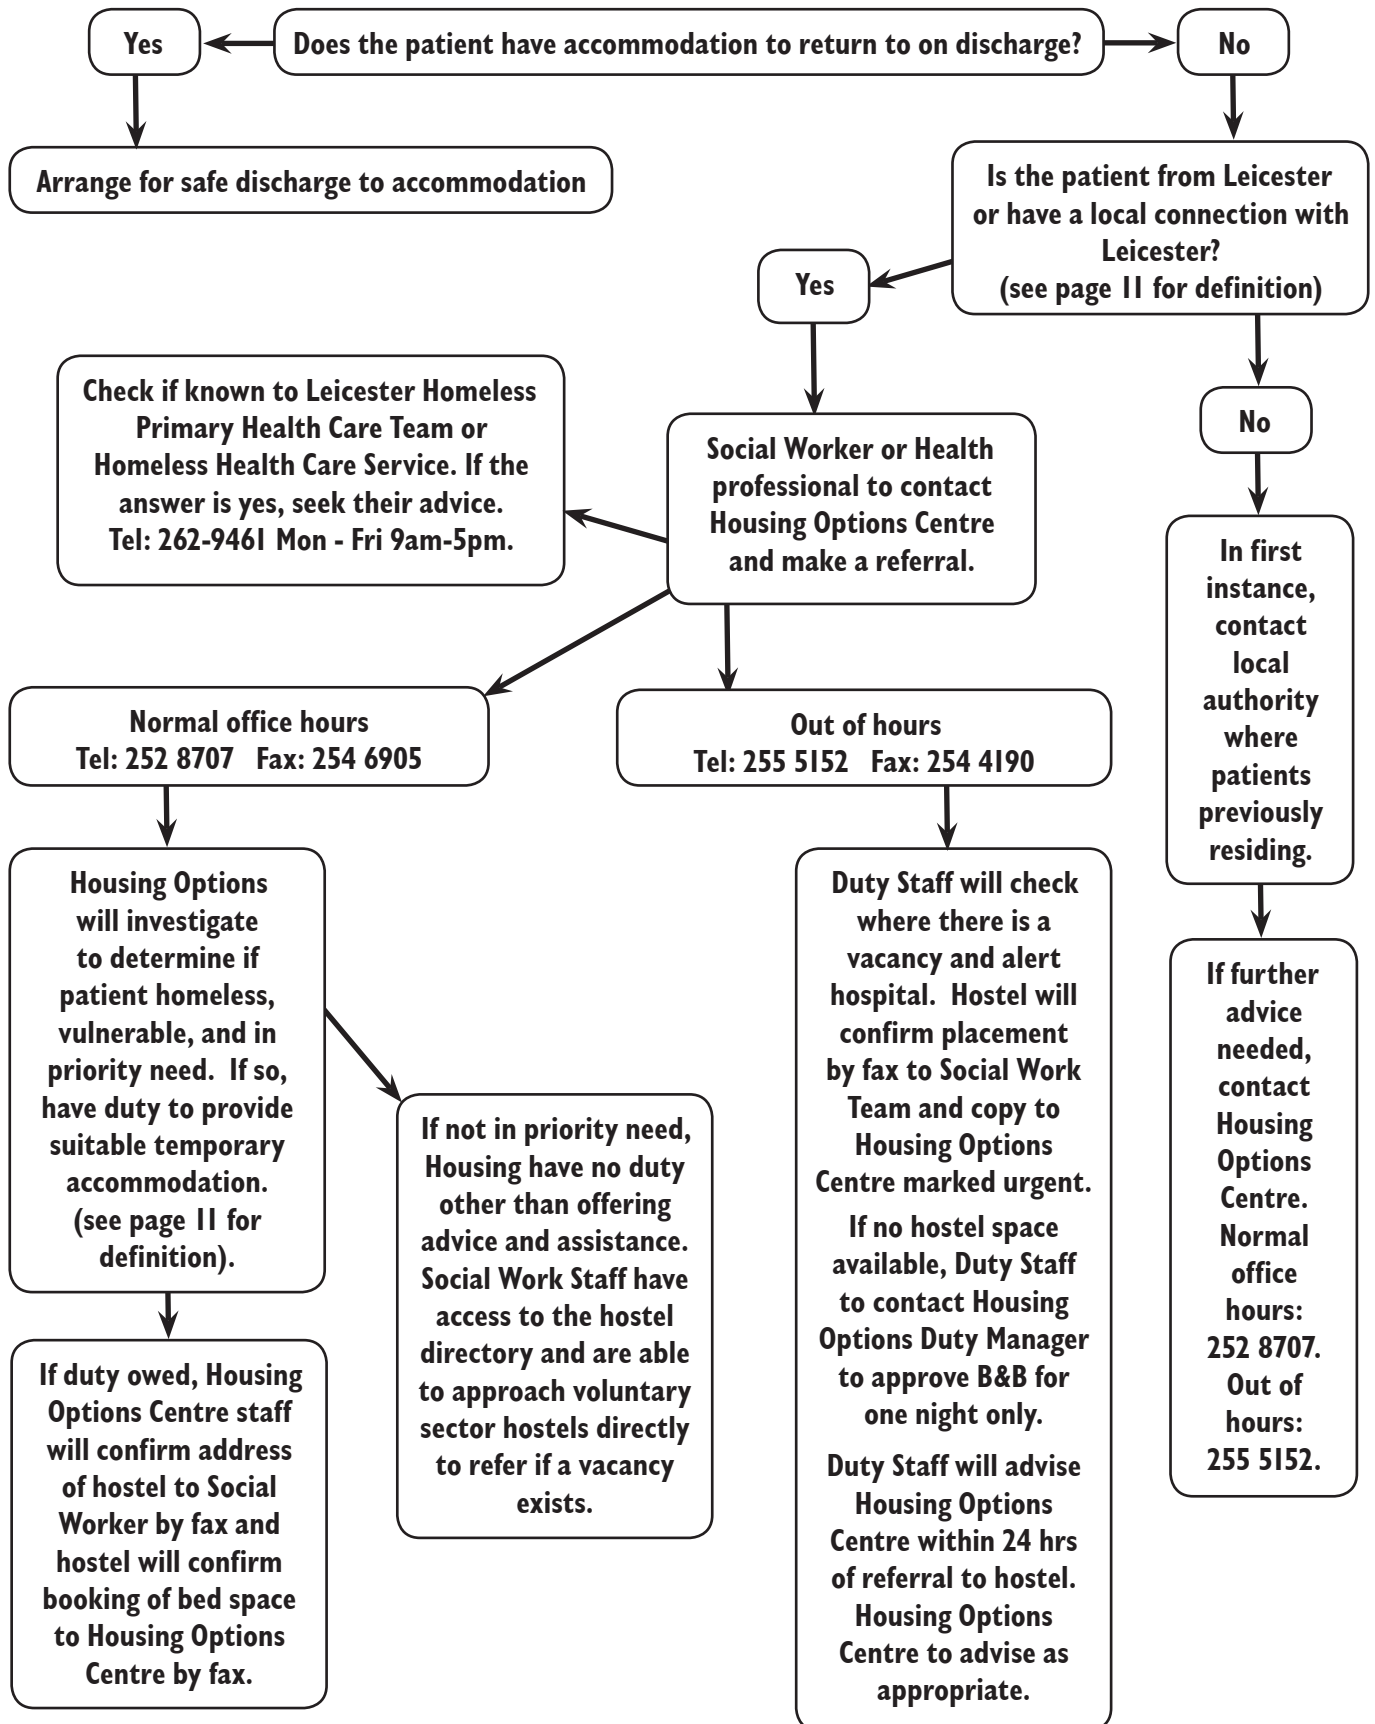 Yes
Does the patient have accommodation to return to on discharge?
No
Arrange for safe discharge to accommodation
Is the patient from Leicester
or have a local connection with
Leicester?
(see page 11 for definition)
Yes
Check if known to Leicester Homeless
Primary Health Care Team or
Homeless Health Care Service. If the
answer is yes, seek their advice.
Tel: 262-9461 Mon - Fri 9am-5pm.
Social Worker or Health
professional to contact
Housing Options Centre
and make a referral.
No
In first
instance,
contact
local
authority
where
patients
previously
residing.
Normal office hours
Tel: 252 8707 Fax: 254 6905
Out of hours
Tel: 255 5152 Fax: 254 4190
Housing Options
will investigate
to determine if
patient homeless,
vulnerable, and in
priority need. If so,
have duty to provide
suitable temporary
accommodation.
(see page 11 for
definition).
If not in priority need,
Housing have no duty
other than offering
advice and assistance.
Social Work Staff have
access to the hostel
directory and are able
to approach voluntary
sector hostels directly
to refer if a vacancy
exists.
Duty Staff will check
where there is a
vacancy and alert
hospital. Hostel will
confirm placement
by fax to Social Work
Team and copy to
Housing Options
Centre marked urgent.
If no hostel space
available, Duty Staff
to contact Housing
Options Duty Manager
to approve B&B for
one night only.
Duty Staff will advise
Housing Options
Centre within 24 hrs
of referral to hostel.
Housing Options
Centre to advise as
appropriate.
If further
advice
needed,
contact
Housing
Options
Centre.
Normal
office
hours:
252 8707.
Out of
hours:
255 5152.
If duty owed, Housing
Options Centre staff
will confirm address
of hostel to Social
Worker by fax and
hostel will confirm
booking of bed space
to Housing Options
Centre by fax.